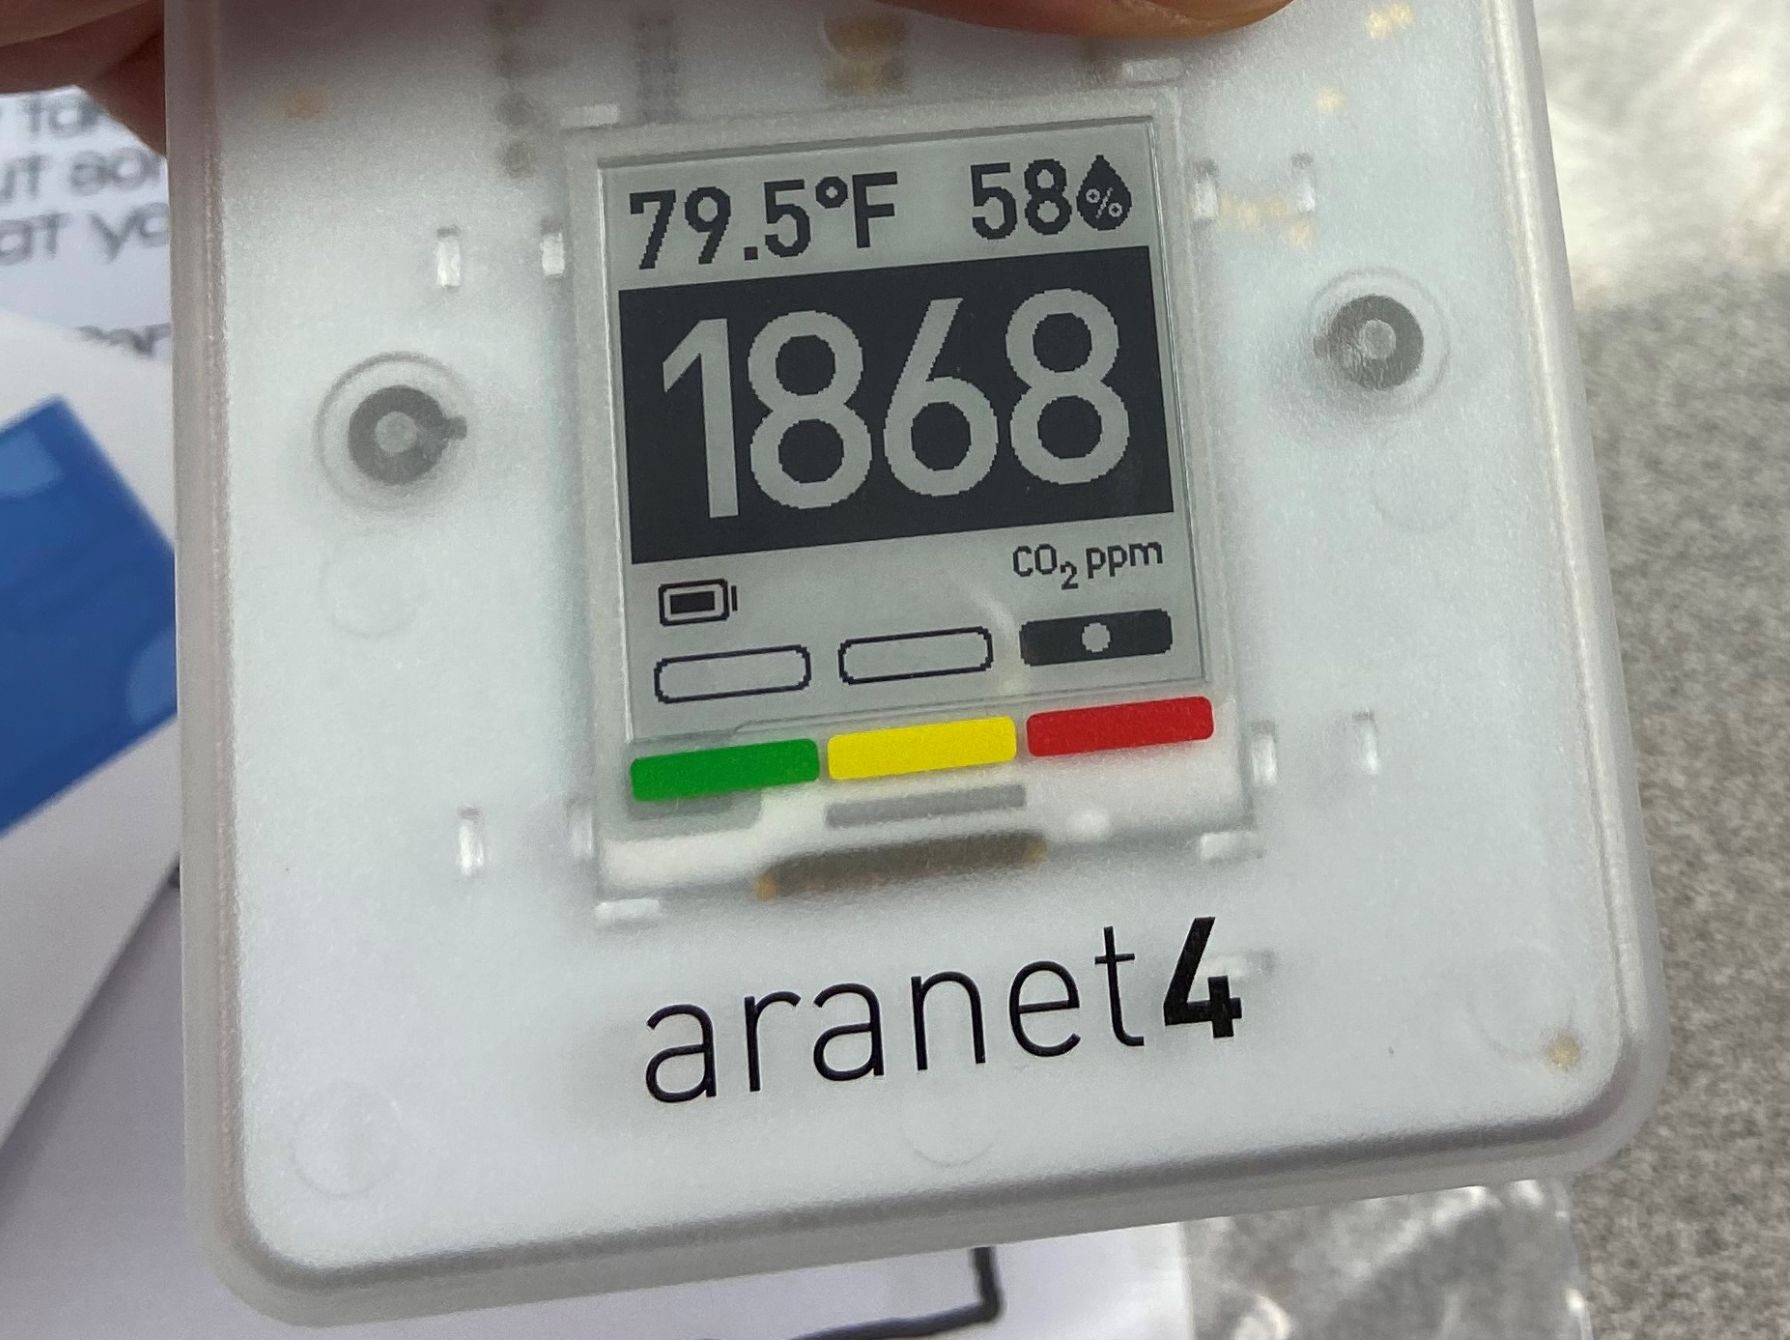 79.5°F 58%
1868
CO₂ ppm
aranet4